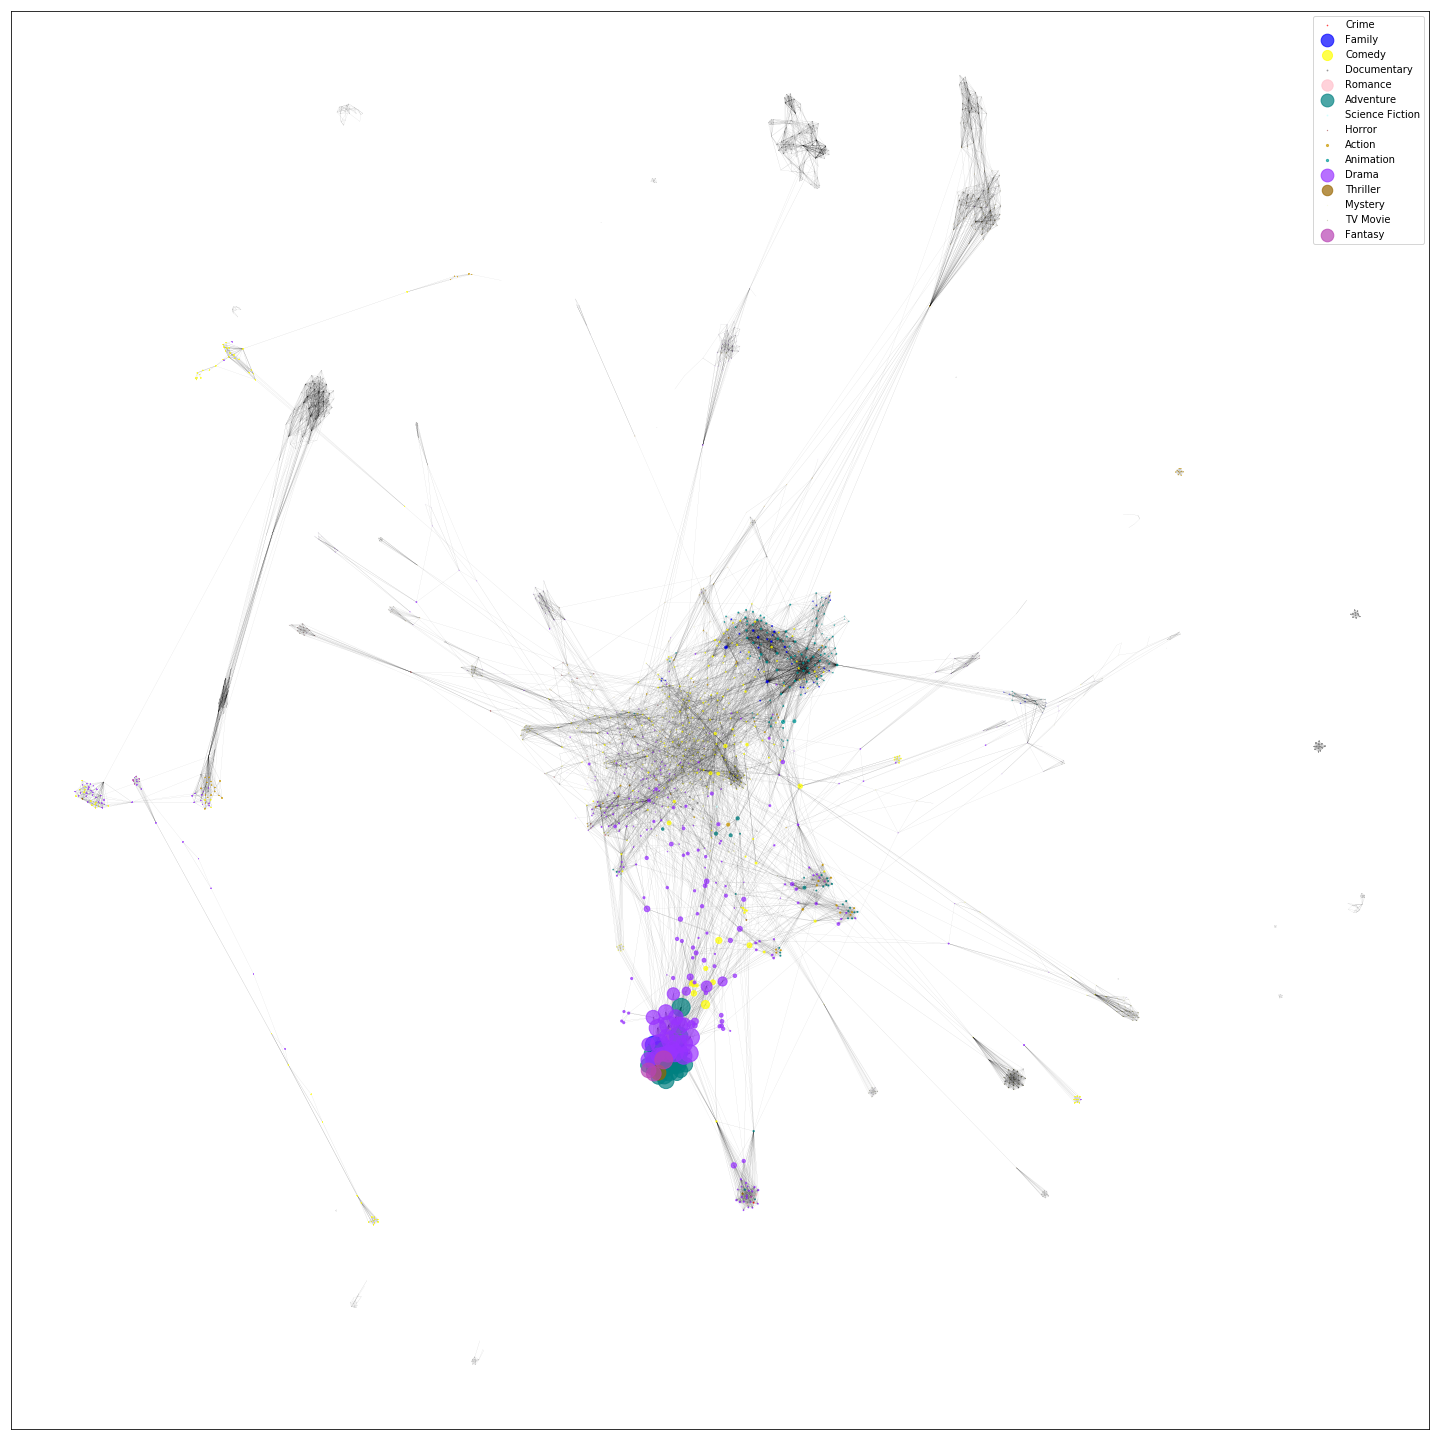 Crime
Family
Comedy
Documentary
Romance
Adventure
Science Fiction
Horror
Action
Animation
Drama
Thriller
Mystery
TV Movie
Fantasy